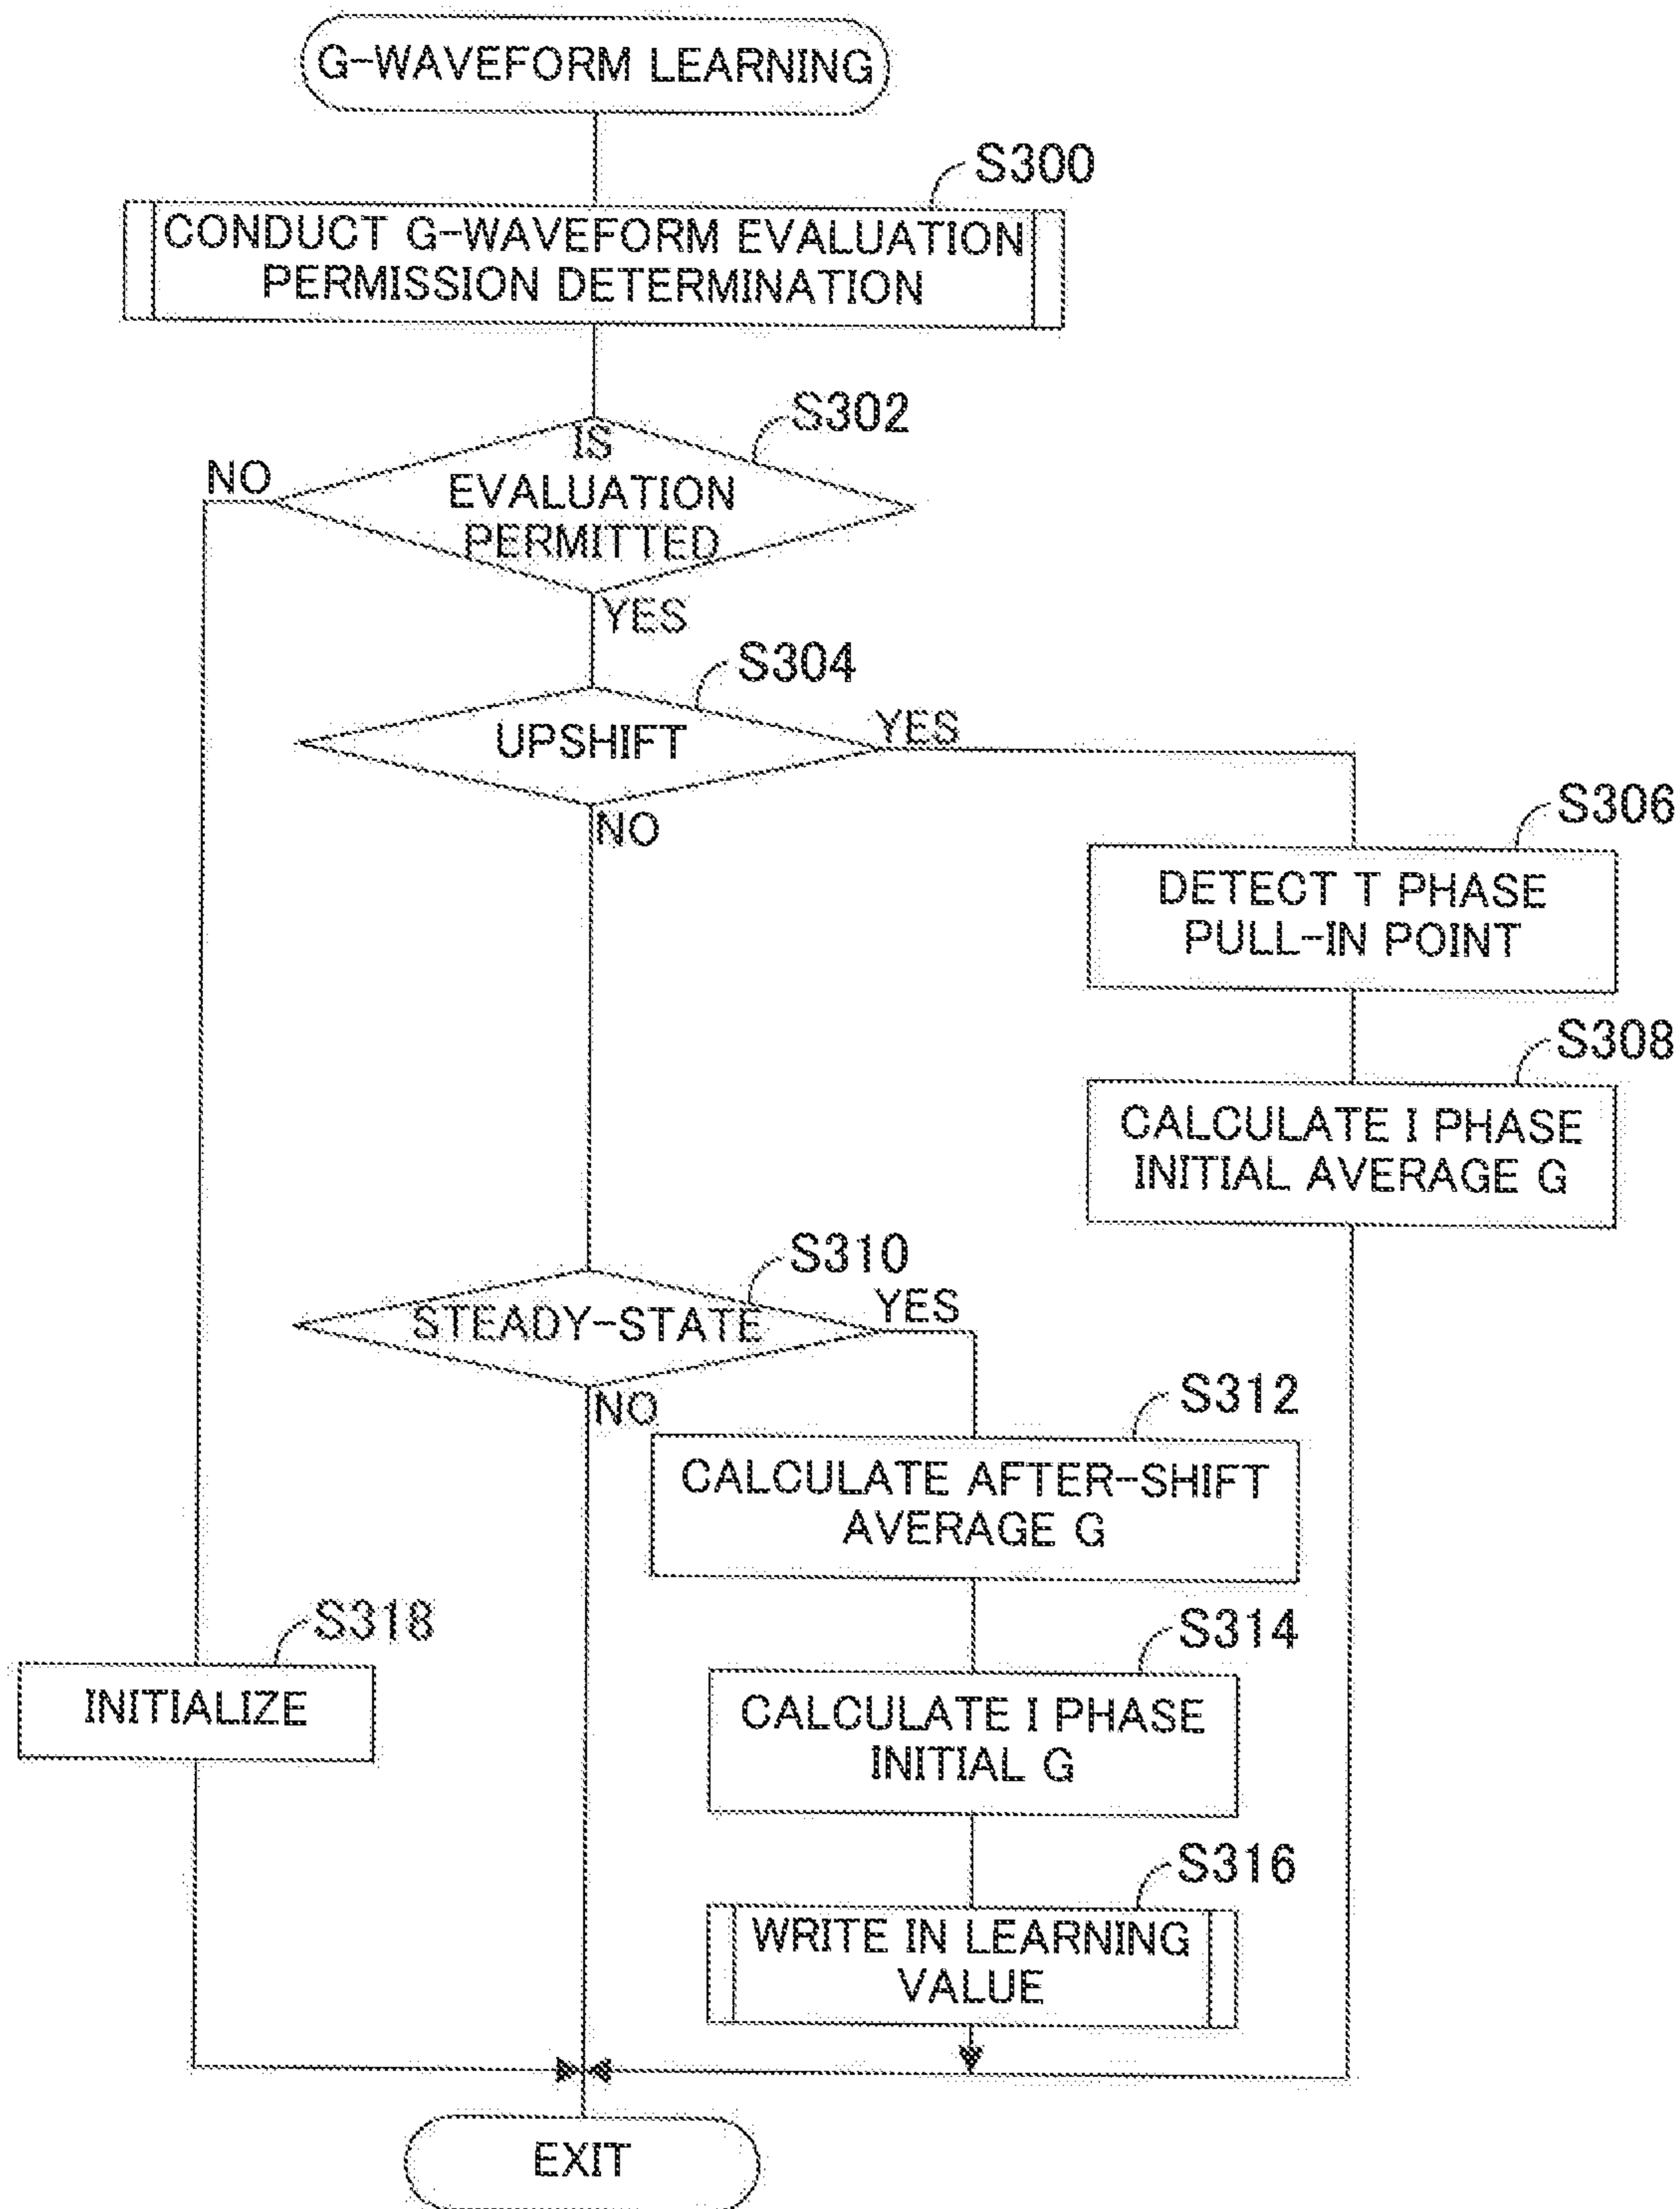 G-WAVEFORM LEARNING
S300
CONDUCT G-WAVEFORM EVALUATION
PERMISSION DETERMINATION
S302
IS
EVALUATION
PERMITTED
NO
YES
S304
UPSHIFT
YES
NO
S306
DETECT T PHASE
PULL-IN POINT
S308
CALCULATE I PHASE
INITIAL AVERAGE G
S310
STEADY-STATE
YES
NO
S312
CALCULATE AFTER-SHIFT
AVERAGE G
S318
INITIALIZE
S314
CALCULATE I PHASE
INITIAL G
S316
WRITE IN LEARNING
VALUE
EXIT